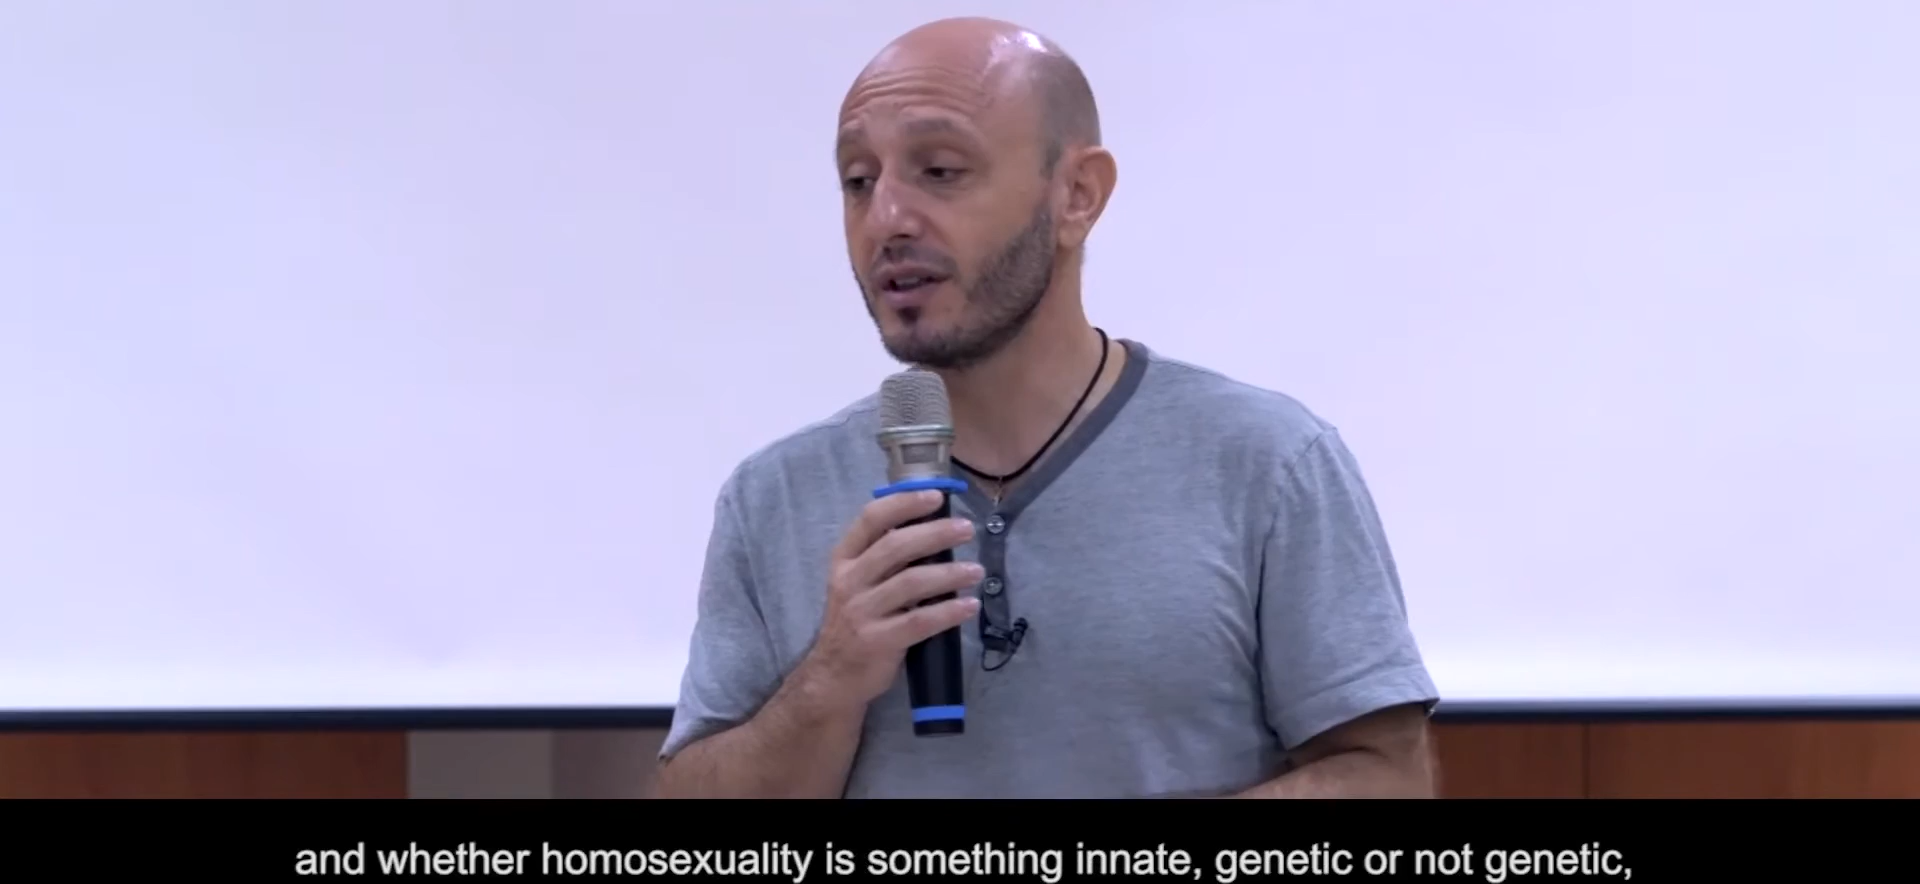 and whether homosexuality is something innate, genetic or not genetic,